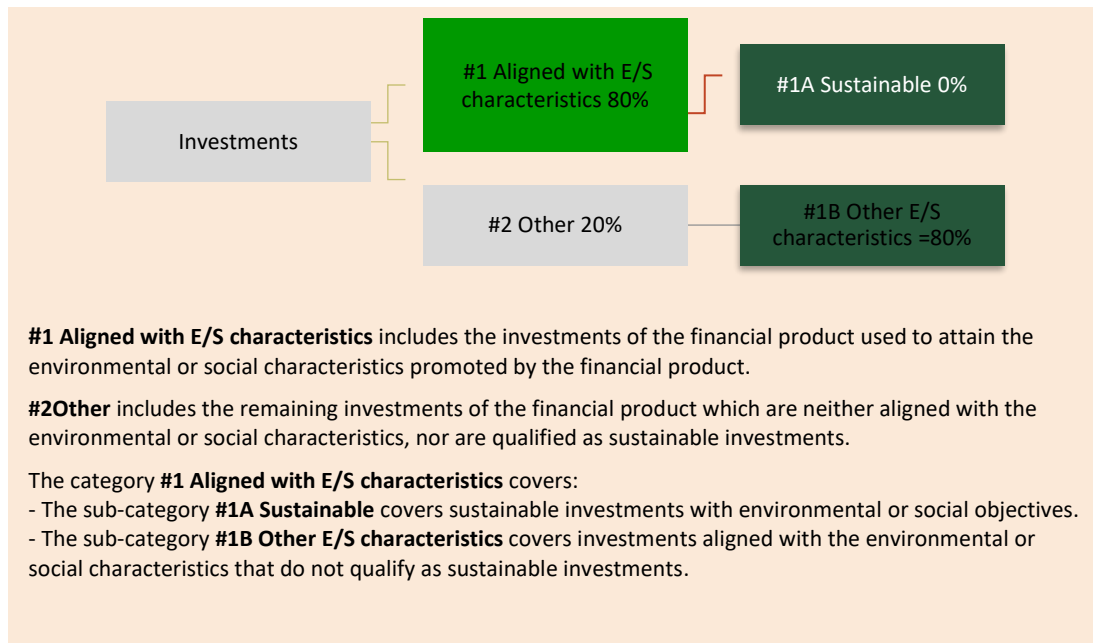 #1 Aligned with E/S
characteristics 80%
#1A Sustainable 0%
Investments
#2 Other 20%
#1B Other E/S
characteristics =80%
#1 Aligned with E/S characteristics includes the investments of the financial product used to attain the
environmental or social characteristics promoted by the financial product.
#2Other includes the remaining investments of the financial product which are neither aligned with the
environmental or social characteristics, nor are qualified as sustainable investments.
The category #1 Aligned with E/S characteristics covers:
- The sub-category #1A Sustainable covers sustainable investments with environmental or social objectives.
- The sub-category #1B Other E/S characteristics covers investments aligned with the environmental or
social characteristics that do not qualify as sustainable investments.